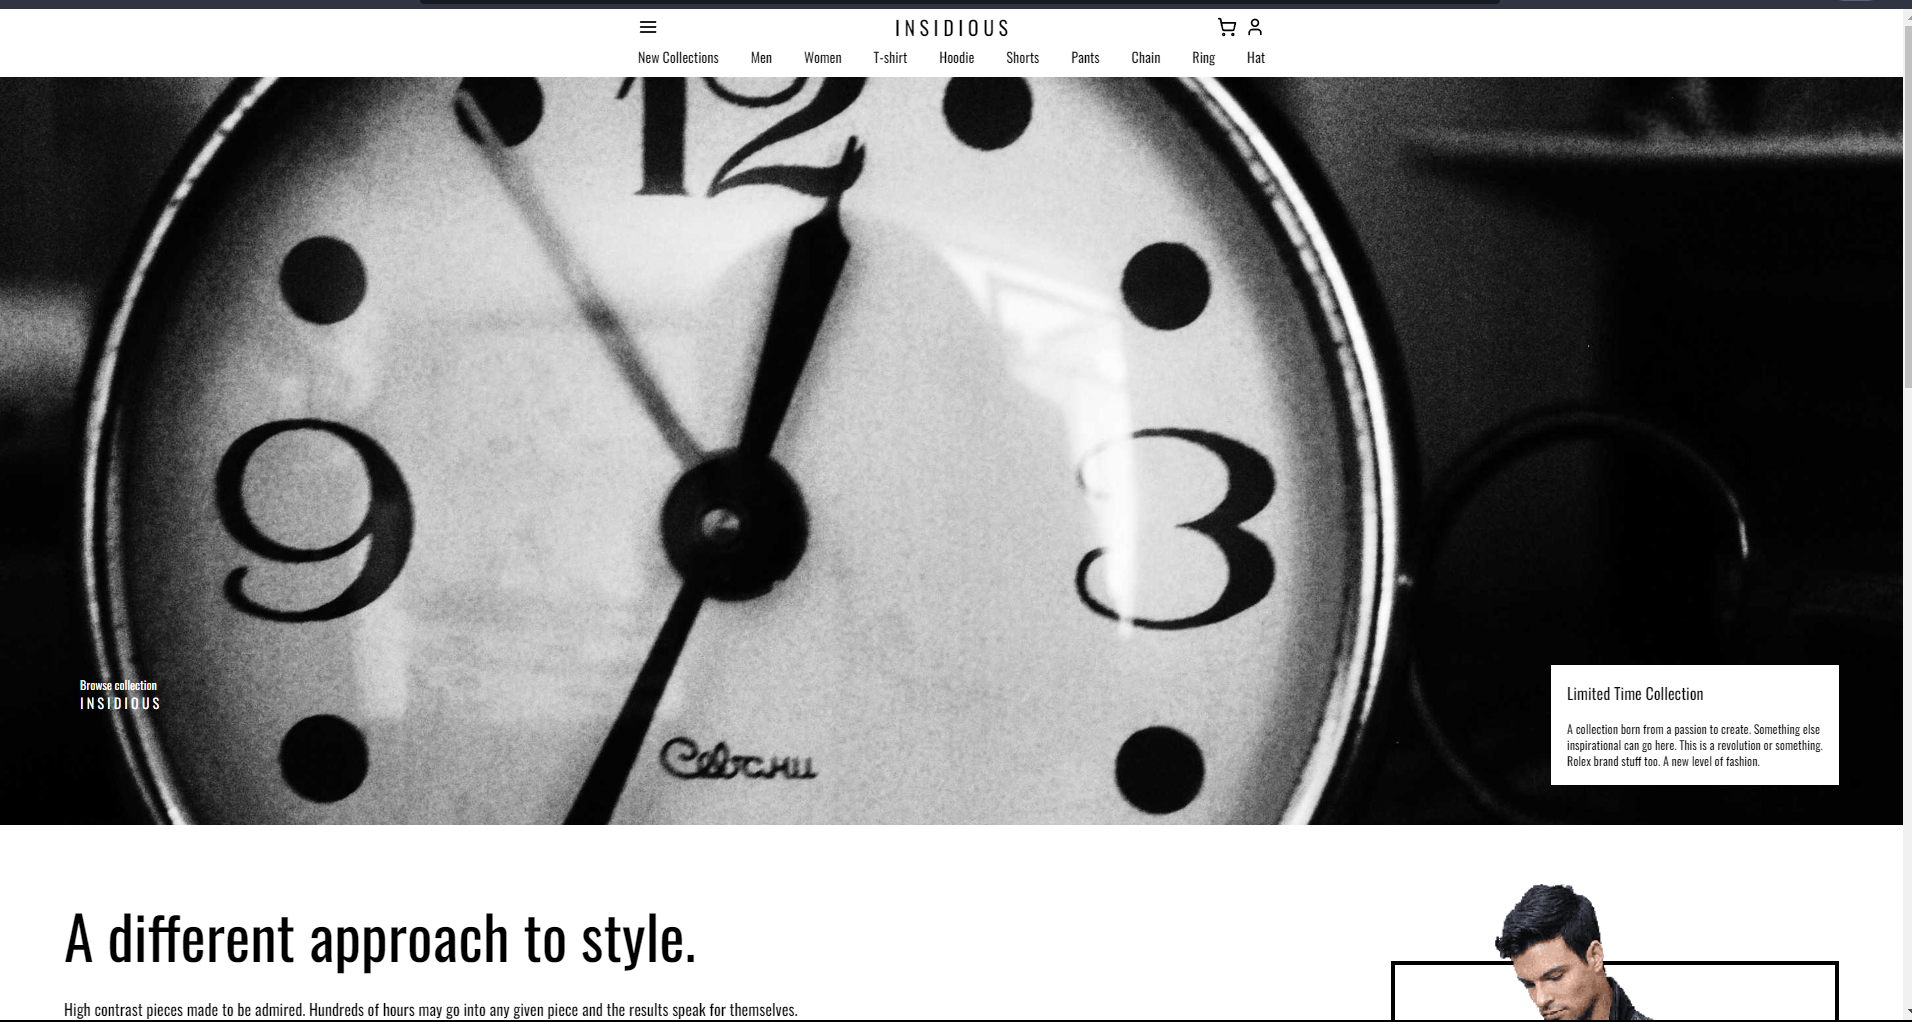 INSIDIOUS
New Collections Men Women T-shirt Hoodie Shorts Pants Chain Ring Hat
12
9
3
Севани
Browse collection
INSIDIOUS
Limited Time Collection
A collection born from a passion to create. Something else
inspirational can go here. This is a revolution or something.
Rolex brand stuff too. A new level of fashion.
A different approach to style.
High contrast pieces made to be admired. Hundreds of hours may go into any given piece and the results speak for themselves.